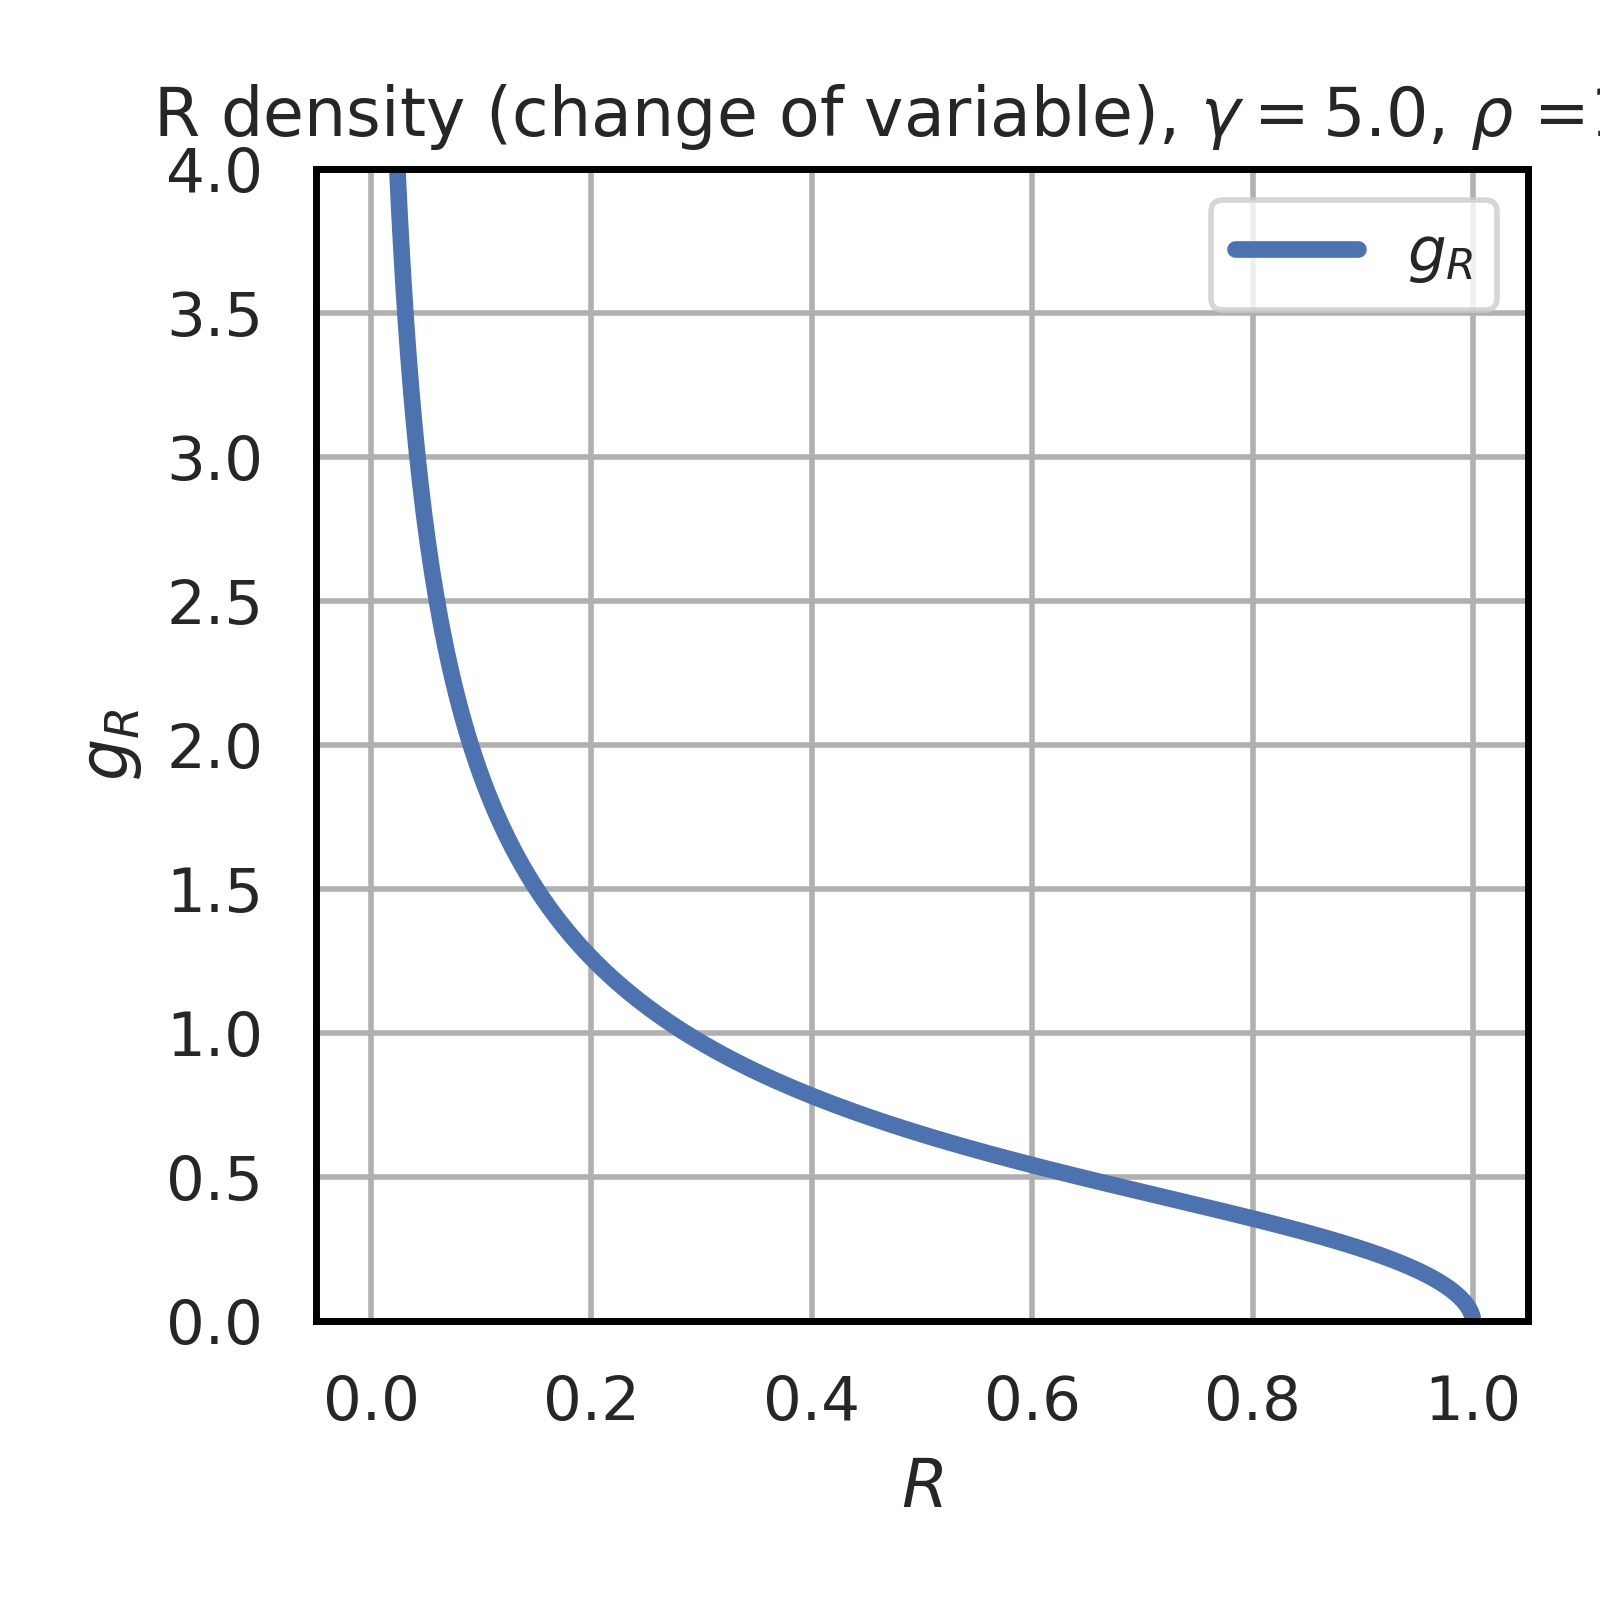 R density (change of variable), γ = 5.0, ρ =
4.0
3.5
3.0
2.5
2.0
1.5
1.0
0.5
0.0
g_R
g_R
0.0 0.2 0.4 0.6 0.8 1.0
R